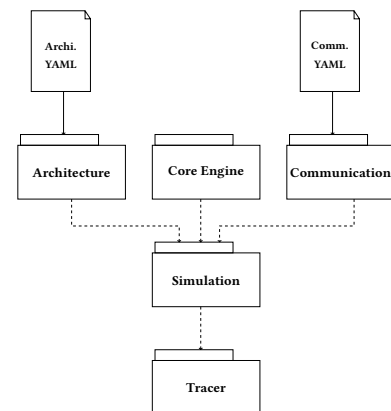 Archi.
YAML
Comm.
YAML
Architecture
Core Engine
Communication
Simulation
Tracer